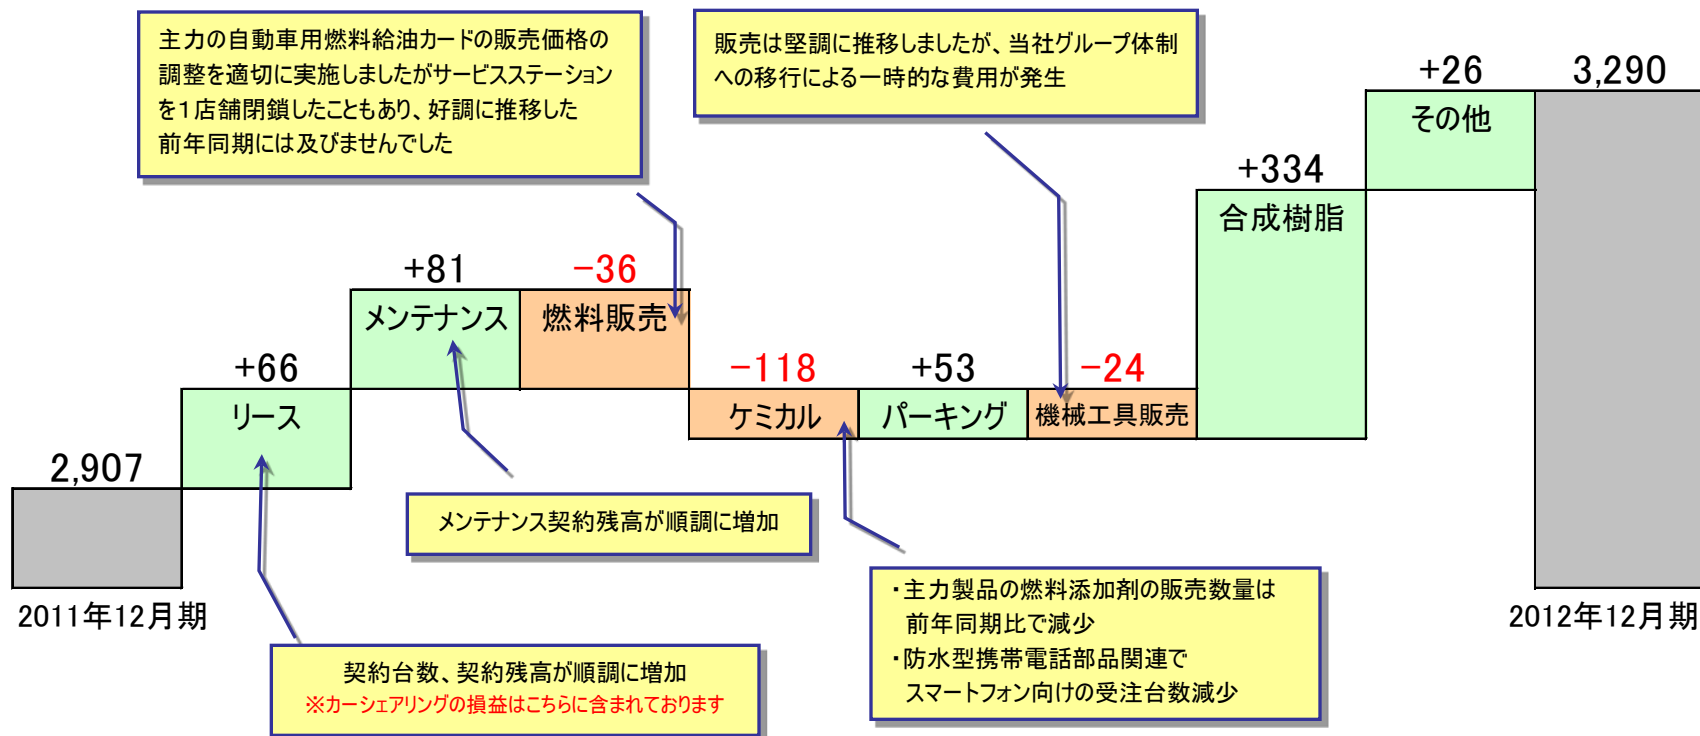 主力の自動車用燃料給油カードの販売価格の
調整を適切に実施しましたがサービスステーション
を1店舗閉鎖したこともあり、好調に推移した
前年同期には及びませんでした
販売は堅調に推移しましたが、当社グループ体制
への移行による一時的な費用が発生
+26
3,290
その他
+334
合成樹脂
+81
−36
メンテナンス
燃料販売
+66
−118
+53
−24
リース
ケミカル
パーキング
機械工具販売
2,907
メンテナンス契約残高が順調に増加
2011年12月期
・主力製品の燃料添加剤の販売数量は
前年同期比で減少
・防水型携帯電話部品関連で
スマートフォン向けの受注台数減少
2012年12月期
契約台数、契約残高が順調に増加
※カーシェアリングの損益はこちらに含まれております